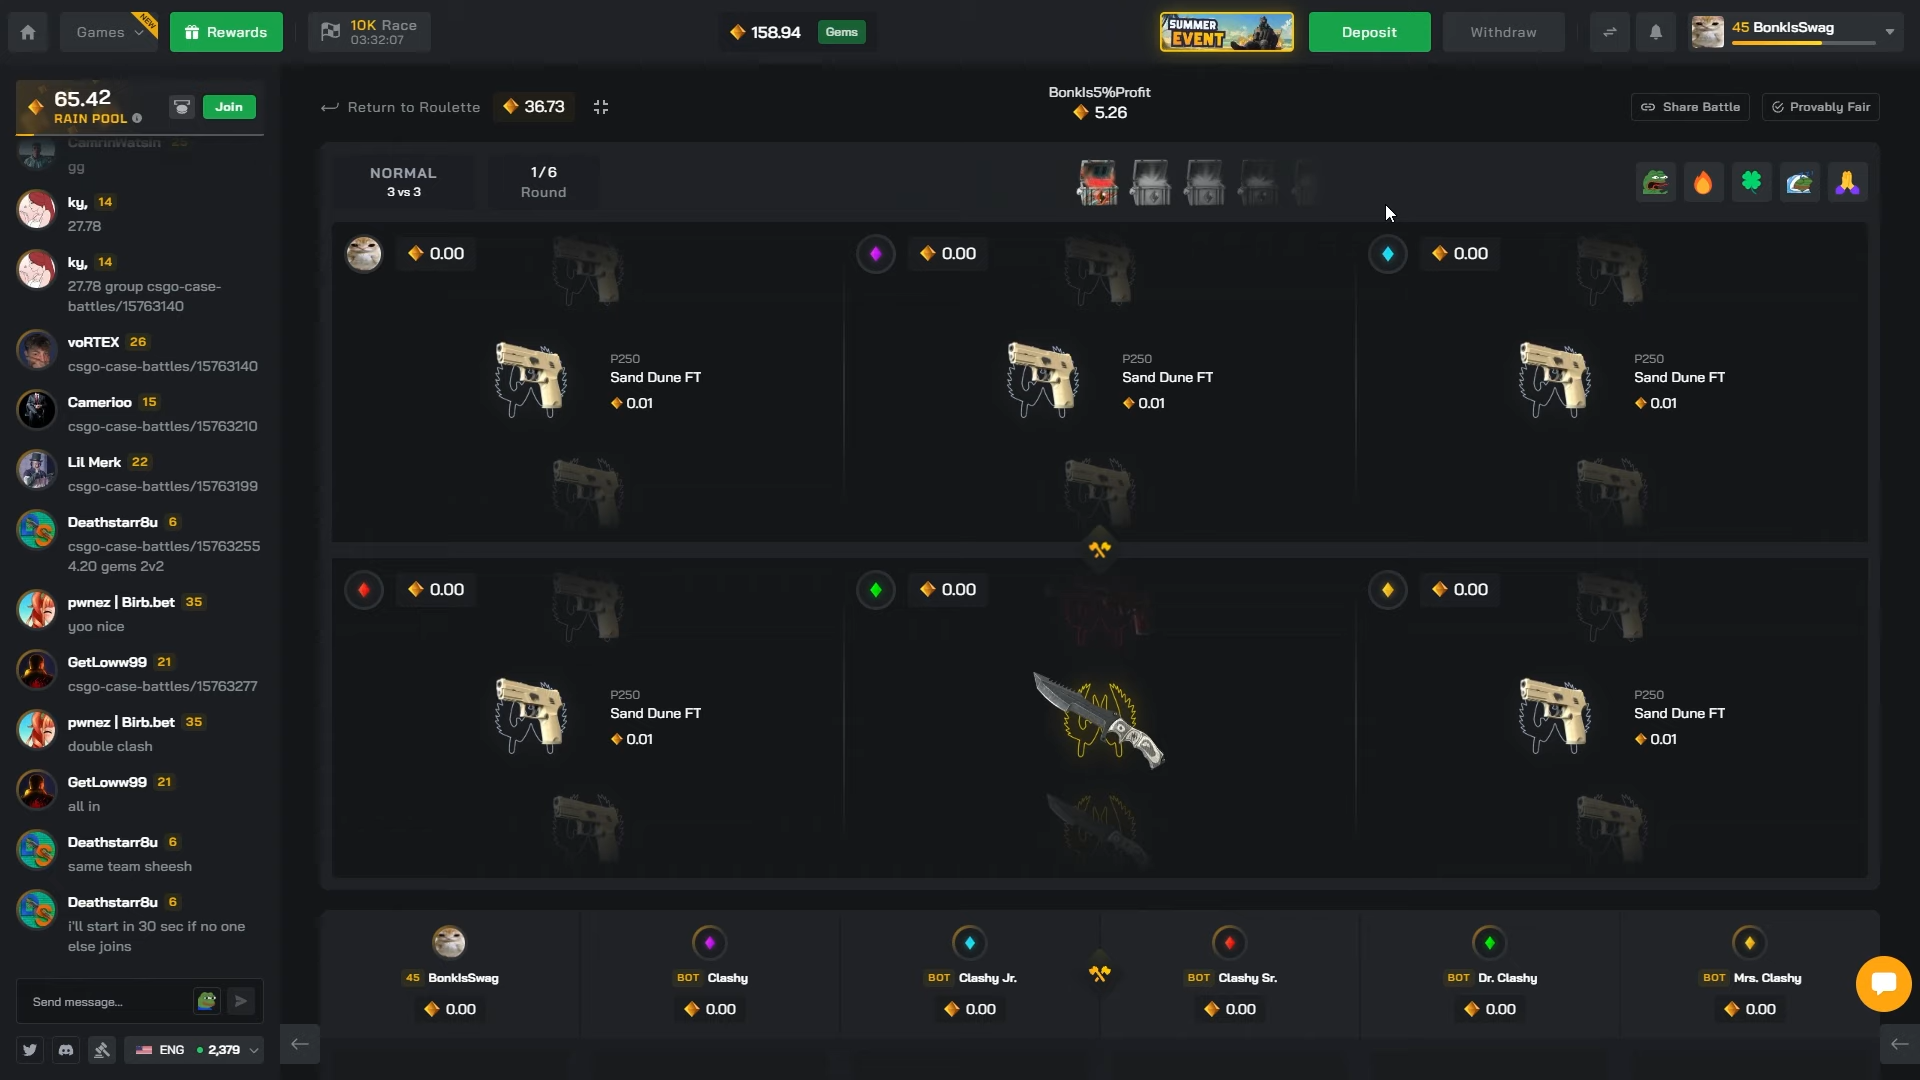 Games
NEW
Rewards
10K Race
03:32:07
158.94
Gems
SUMMER
EVENT
Deposit
Withdraw
45 BonkIsSwag
65.42
RAIN POOL
Join
Return to Roulette
36.73
BonkIs5%Profit
5.26
Share Battle
Provably Fair
CamrinWatsin
gg
ky, 14
27.78
ky, 14
27.78 group csgo-case-
battles/15763140
voRTEX 26
csgo-case-battles/15763140
Camerioo 15
csgo-case-battles/15763210
Lil Merk 22
csgo-case-battles/15763199
Deathstarr8u 6
csgo-case-battles/15763255
4.20 gems 2v2
pwnez | Birb.bet 35
yoo nice
GetLoww99 21
csgo-case-battles/15763277
pwnez | Birb.bet 35
double clash
GetLoww99 21
all in
Deathstarr8u 6
same team sheesh
Deathstarr8u 6
i'll start in 30 sec if no one
else joins
Send message...
ENG 2,379
NORMAL
3 vs 3
1/6
Round
0.00
P250
Sand Dune FT
0.01
0.00
P250
Sand Dune FT
0.01
0.00
P250
Sand Dune FT
0.01
0.00
P250
Sand Dune FT
0.01
0.00
0.00
P250
Sand Dune FT
0.01
45 BonkIsSwag
0.00
BOT Clashy
0.00
BOT Clashy Jr.
0.00
BOT Clashy Sr.
0.00
BOT Dr. Clashy
0.00
BOT Mrs. Clashy
0.00